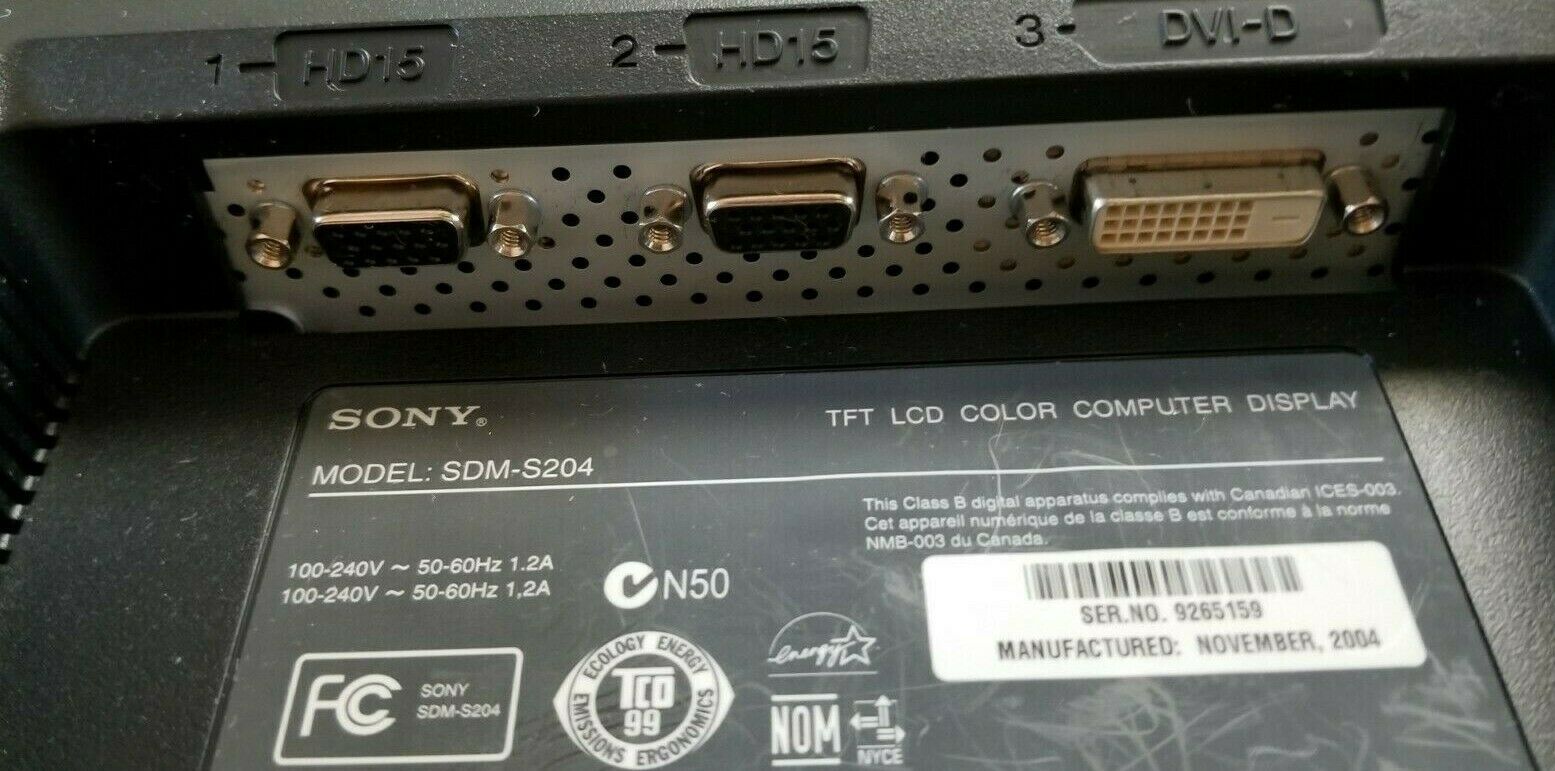 1 HD15
2 HD15
3 DVI-D
SONY®
TFT LCD COLOR COMPUTER DISPLAY
MODEL: SDM-S204
This Class B digital apparatus complies with Canadian ICES-003.
Cet appareil numérique de la classe B est conforme à la norme
NMB-003 du Canada.
100-240V ~ 50-60Hz 1.2A
100-240V ~ 50-60Hz 1,2A
N50
SER.NO. 9265159
MANUFACTURED: NOVEMBER, 2004
FC
SONY
SDM-S204
ECOLOGY ENERGY
TCO
99
EMISSIONS ERGONOMICS
energy
NOM
NYCE